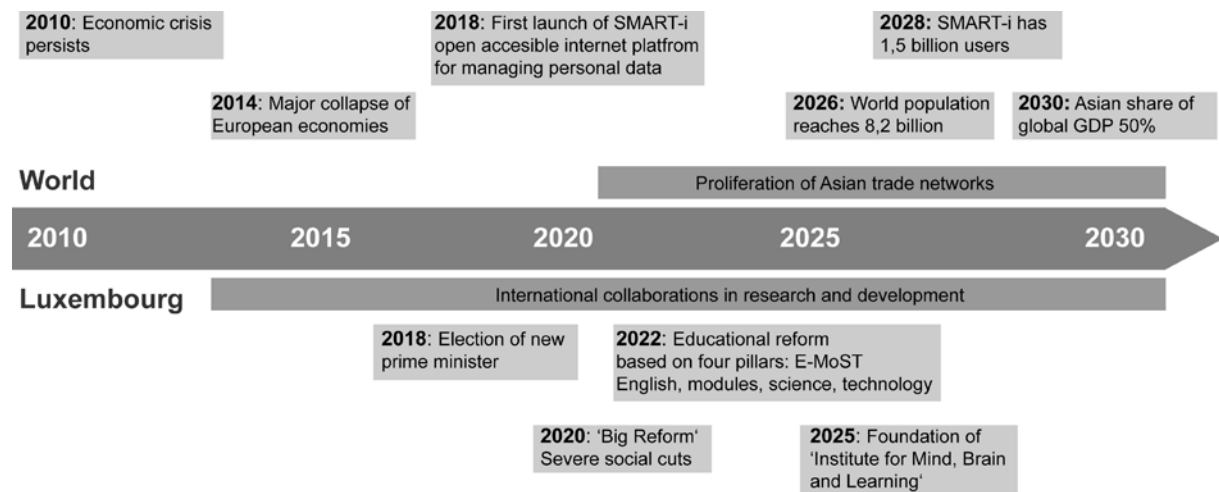 2010: Economic crisis
persists
2018: First launch of SMART-i
open accesible internet platfrom
for managing personal data
2028: SMART-i has
1,5 billion users
2014: Major collapse of
European economies
2026: World population
reaches 8,2 billion
2030: Asian share of
global GDP 50%
World
Proliferation of Asian trade networks
2010 2015 2020 2025 2030
Luxembourg
International collaborations in research and development
2018: Election of new
prime minister
2022: Educational reform
based on four pillars: E-MoST
English, modules, science, technology
2020: ‘Big Reform‘
Severe social cuts
2025: Foundation of
‘Institute for Mind, Brain
and Learning‘